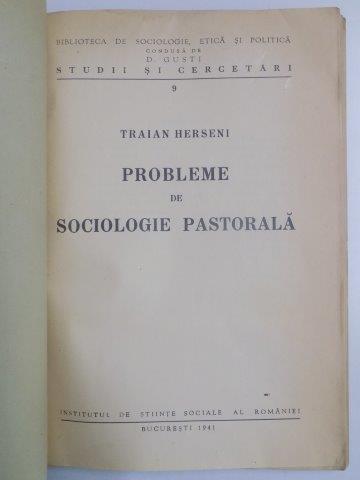 BIBLIOTECA DE SOCIOLOGIE, ETICĂ ȘI POLITICĂ
CONDUSĂ DE
D. GUSTI
STUDII ȘI CERCETĂRI
9
TRAIAN HERSENI
PROBLEME
DE
SOCIOLOGIE PASTORALĂ
INSTITUTUL DE ȘTIINȚE SOCIALE AL ROMÂNIEI
BUCUREȘTI 1941